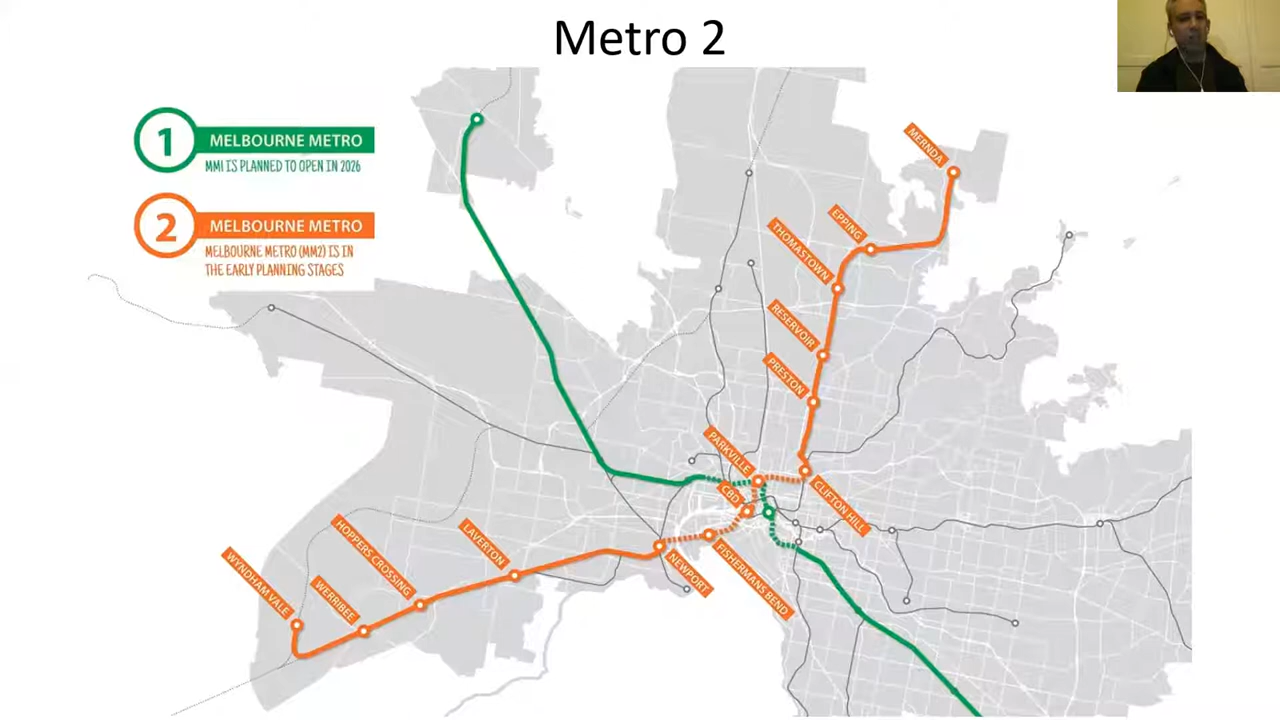 Metro 2
1
MELBOURNE METRO
MM1 IS PLANNED TO OPEN IN 2026
2
MELBOURNE METRO
MELBOURNE METRO (MM2) IS IN
THE EARLY PLANNING STAGES
MERNDA
EPPING
THOMASTOWN
RESERVOIR
PRESTON
PARKVILLE
CBD
CLIFTON HILL
FISHERMANS BEND
NEWPORT
LAVERTON
HOPPERS CROSSING
WERRIBEE
WYNDHAM VALE